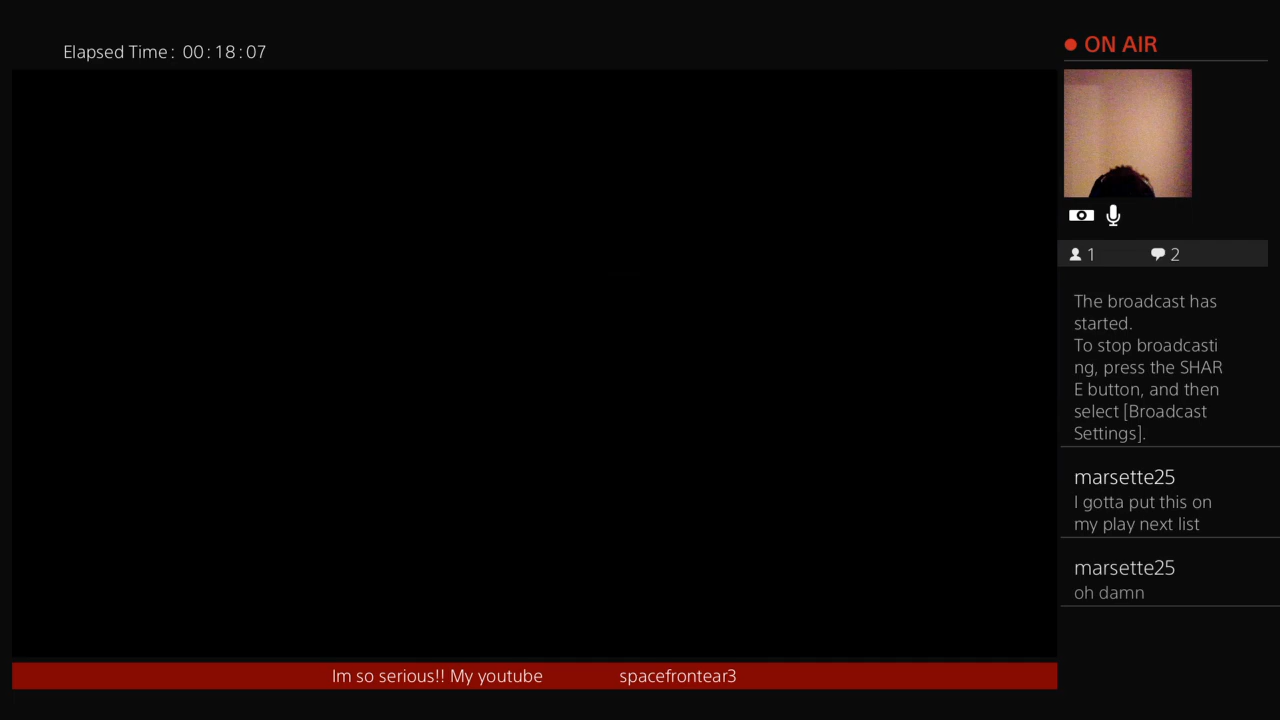 Elapsed Time: 00:18:07
ON AIR
1 2
The broadcast has
started.
To stop broadcasti
ng, press the SHAR
E button, and then
select [Broadcast
Settings].
marsette25
I gotta put this on
my play next list
marsette25
oh damn
Im so serious!! My youtube spacefrontear3